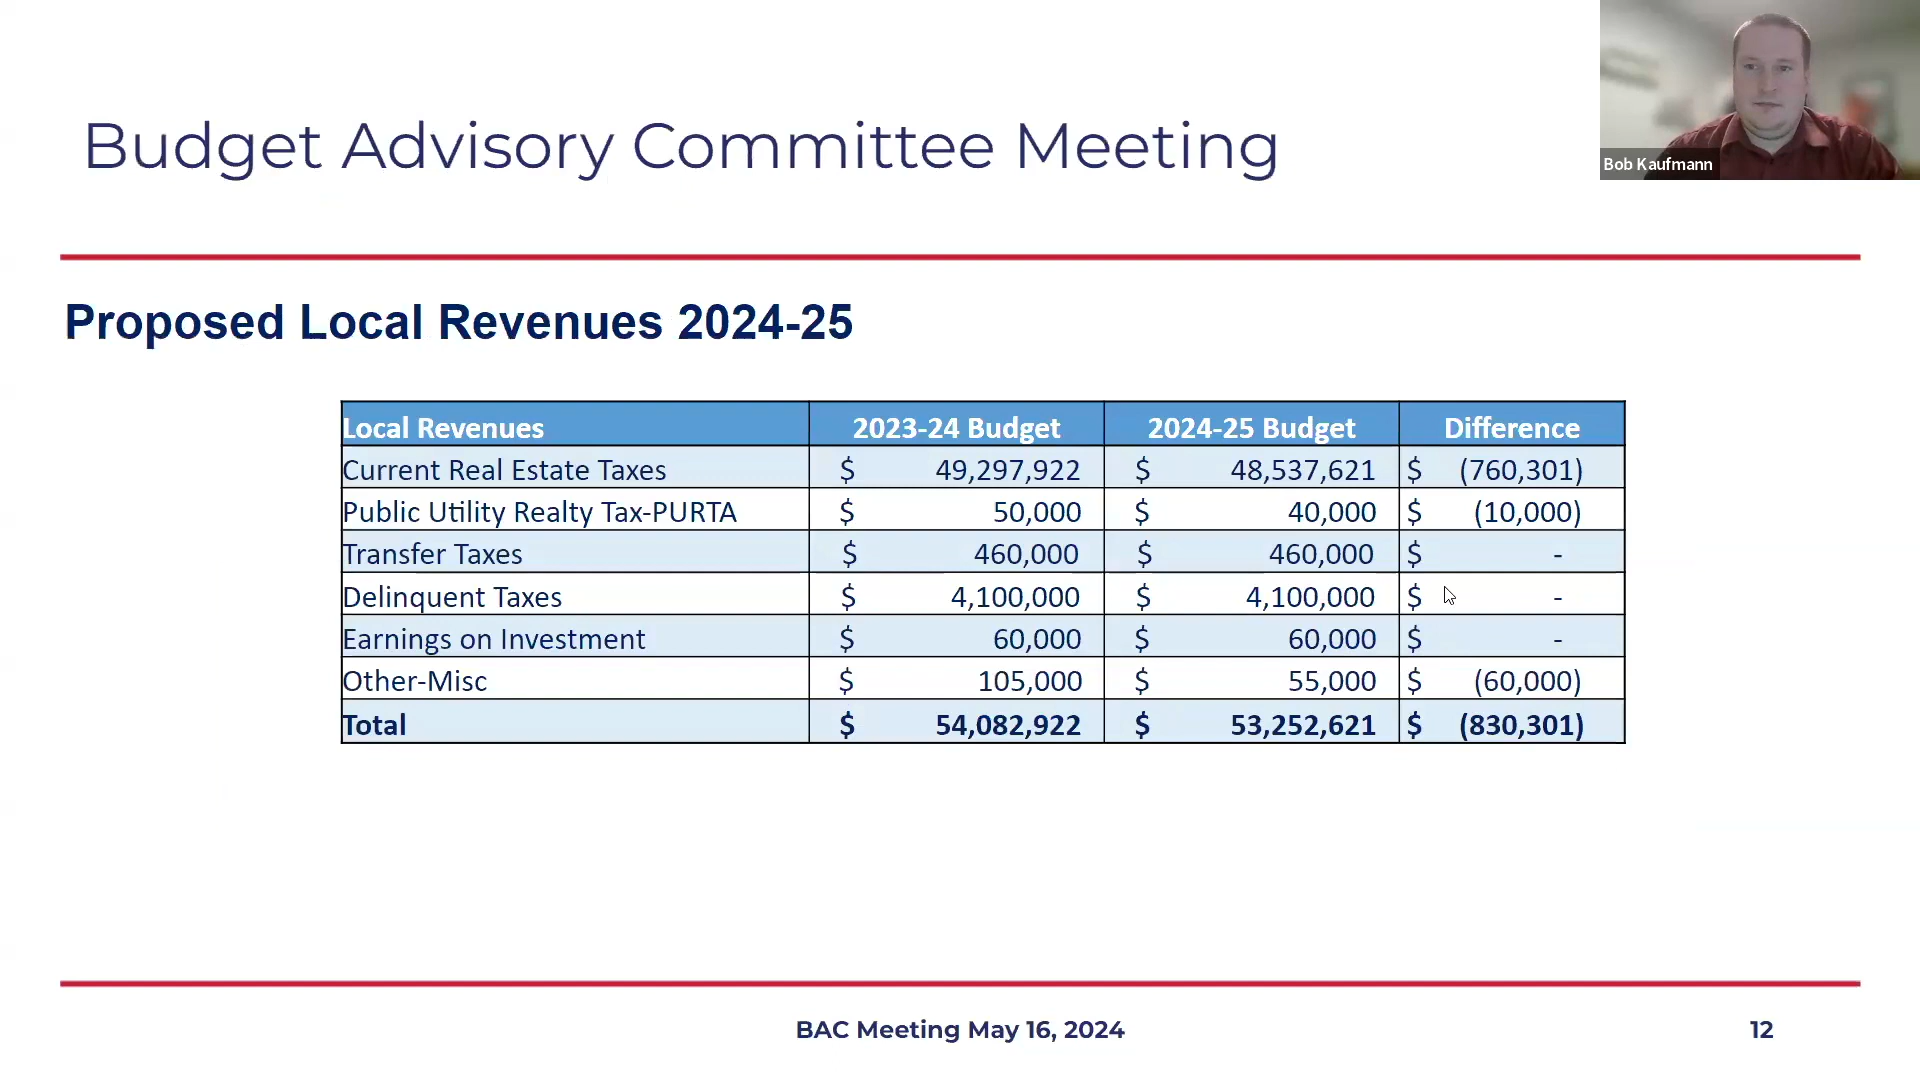 Budget Advisory Committee Meeting
Bob Kaufmann
Proposed Local Revenues 2024-25
Local Revenues 2023-24 Budget 2024-25 Budget Difference
Current Real Estate Taxes $ 49,297,922 $ 48,537,621 $ (760,301)
Public Utility Realty Tax-PURTA $ 50,000 $ 40,000 $ (10,000)
Transfer Taxes $ 460,000 $ 460,000 $ -
Delinquent Taxes $ 4,100,000 $ 4,100,000 $ -
Earnings on Investment $ 60,000 $ 60,000 $ -
Other-Misc $ 105,000 $ 55,000 $ (60,000)
Total $ 54,082,922 $ 53,252,621 $ (830,301)
BAC Meeting May 16, 2024 12